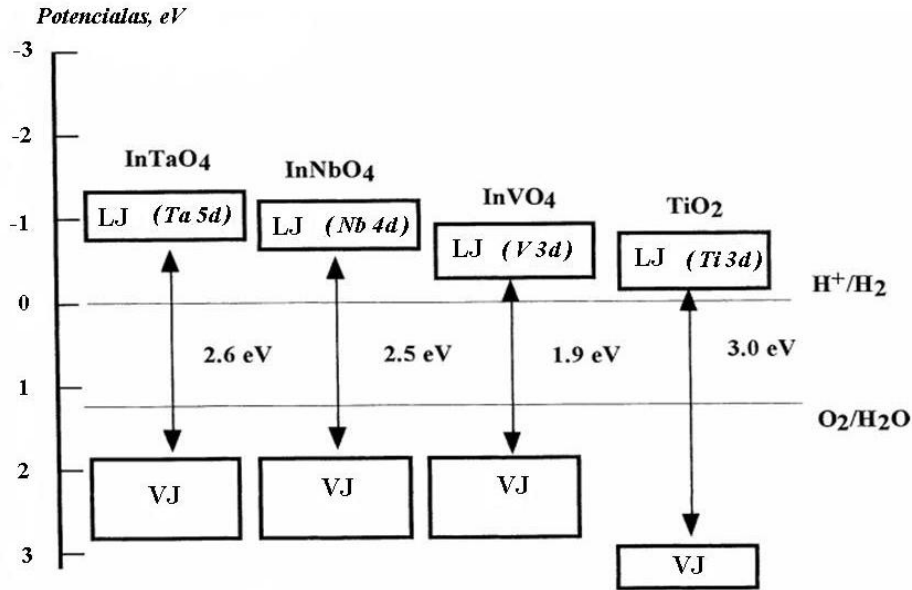 Potencialas, eV
-3
-2
InTaO4
InNbO4
InVO4
TiO2
-1
LJ (Ta 5d)
LJ (Nb 4d)
LJ (V 3d)
LJ (Ti 3d)
H+/H2
0
2.6 eV
2.5 eV
1.9 eV
3.0 eV
1
O2/H2O
2
VJ
VJ
VJ
3
VJ